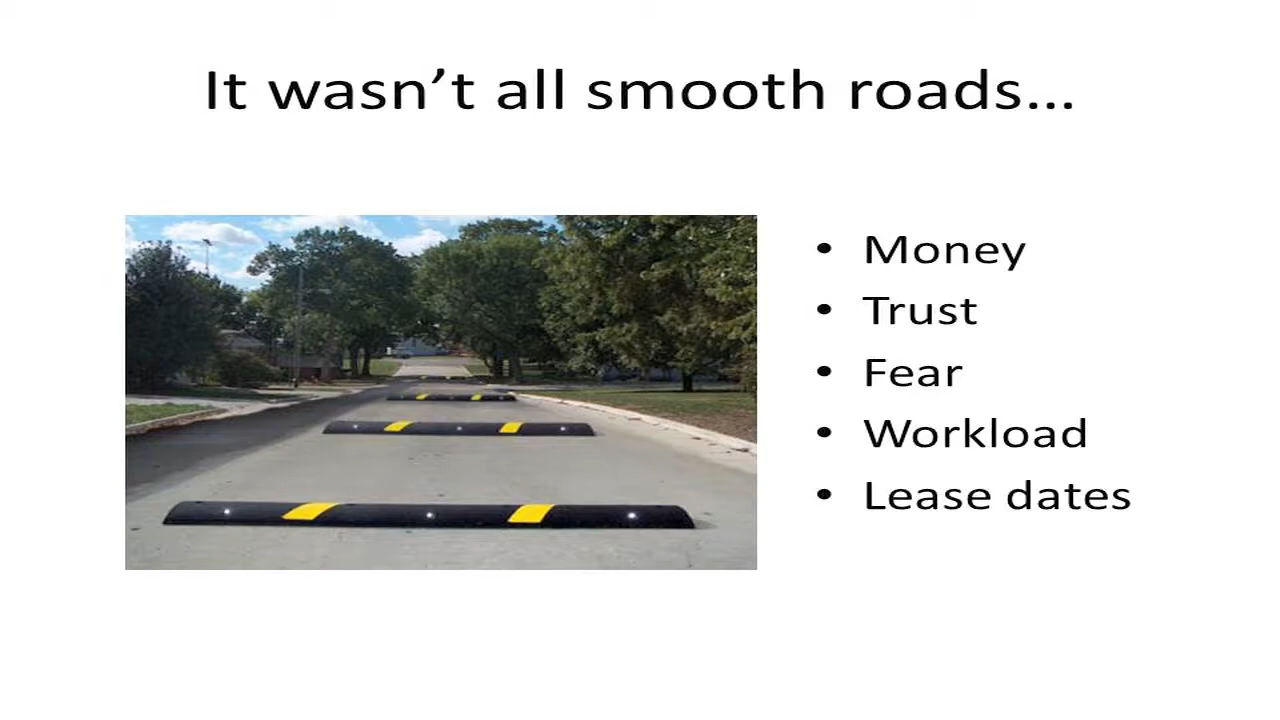 It wasn’t all smooth roads…
• Money
• Trust
• Fear
• Workload
• Lease dates